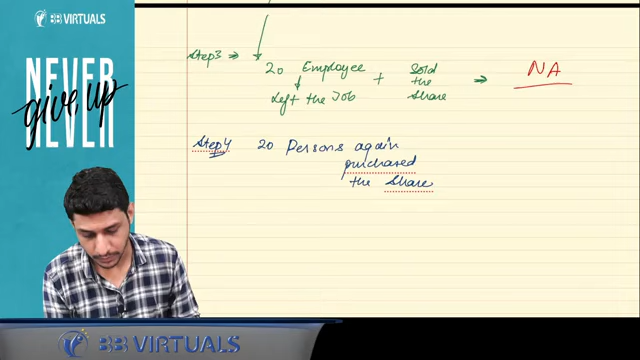 BB VIRTUALS
NEVER
give up
NEVER
Step3 ⇒
20 Employee + Sold ⇒ NA
the
Left the Job Share
Step4 20 Persons again
purchased
the Share
BB VIRTUALS